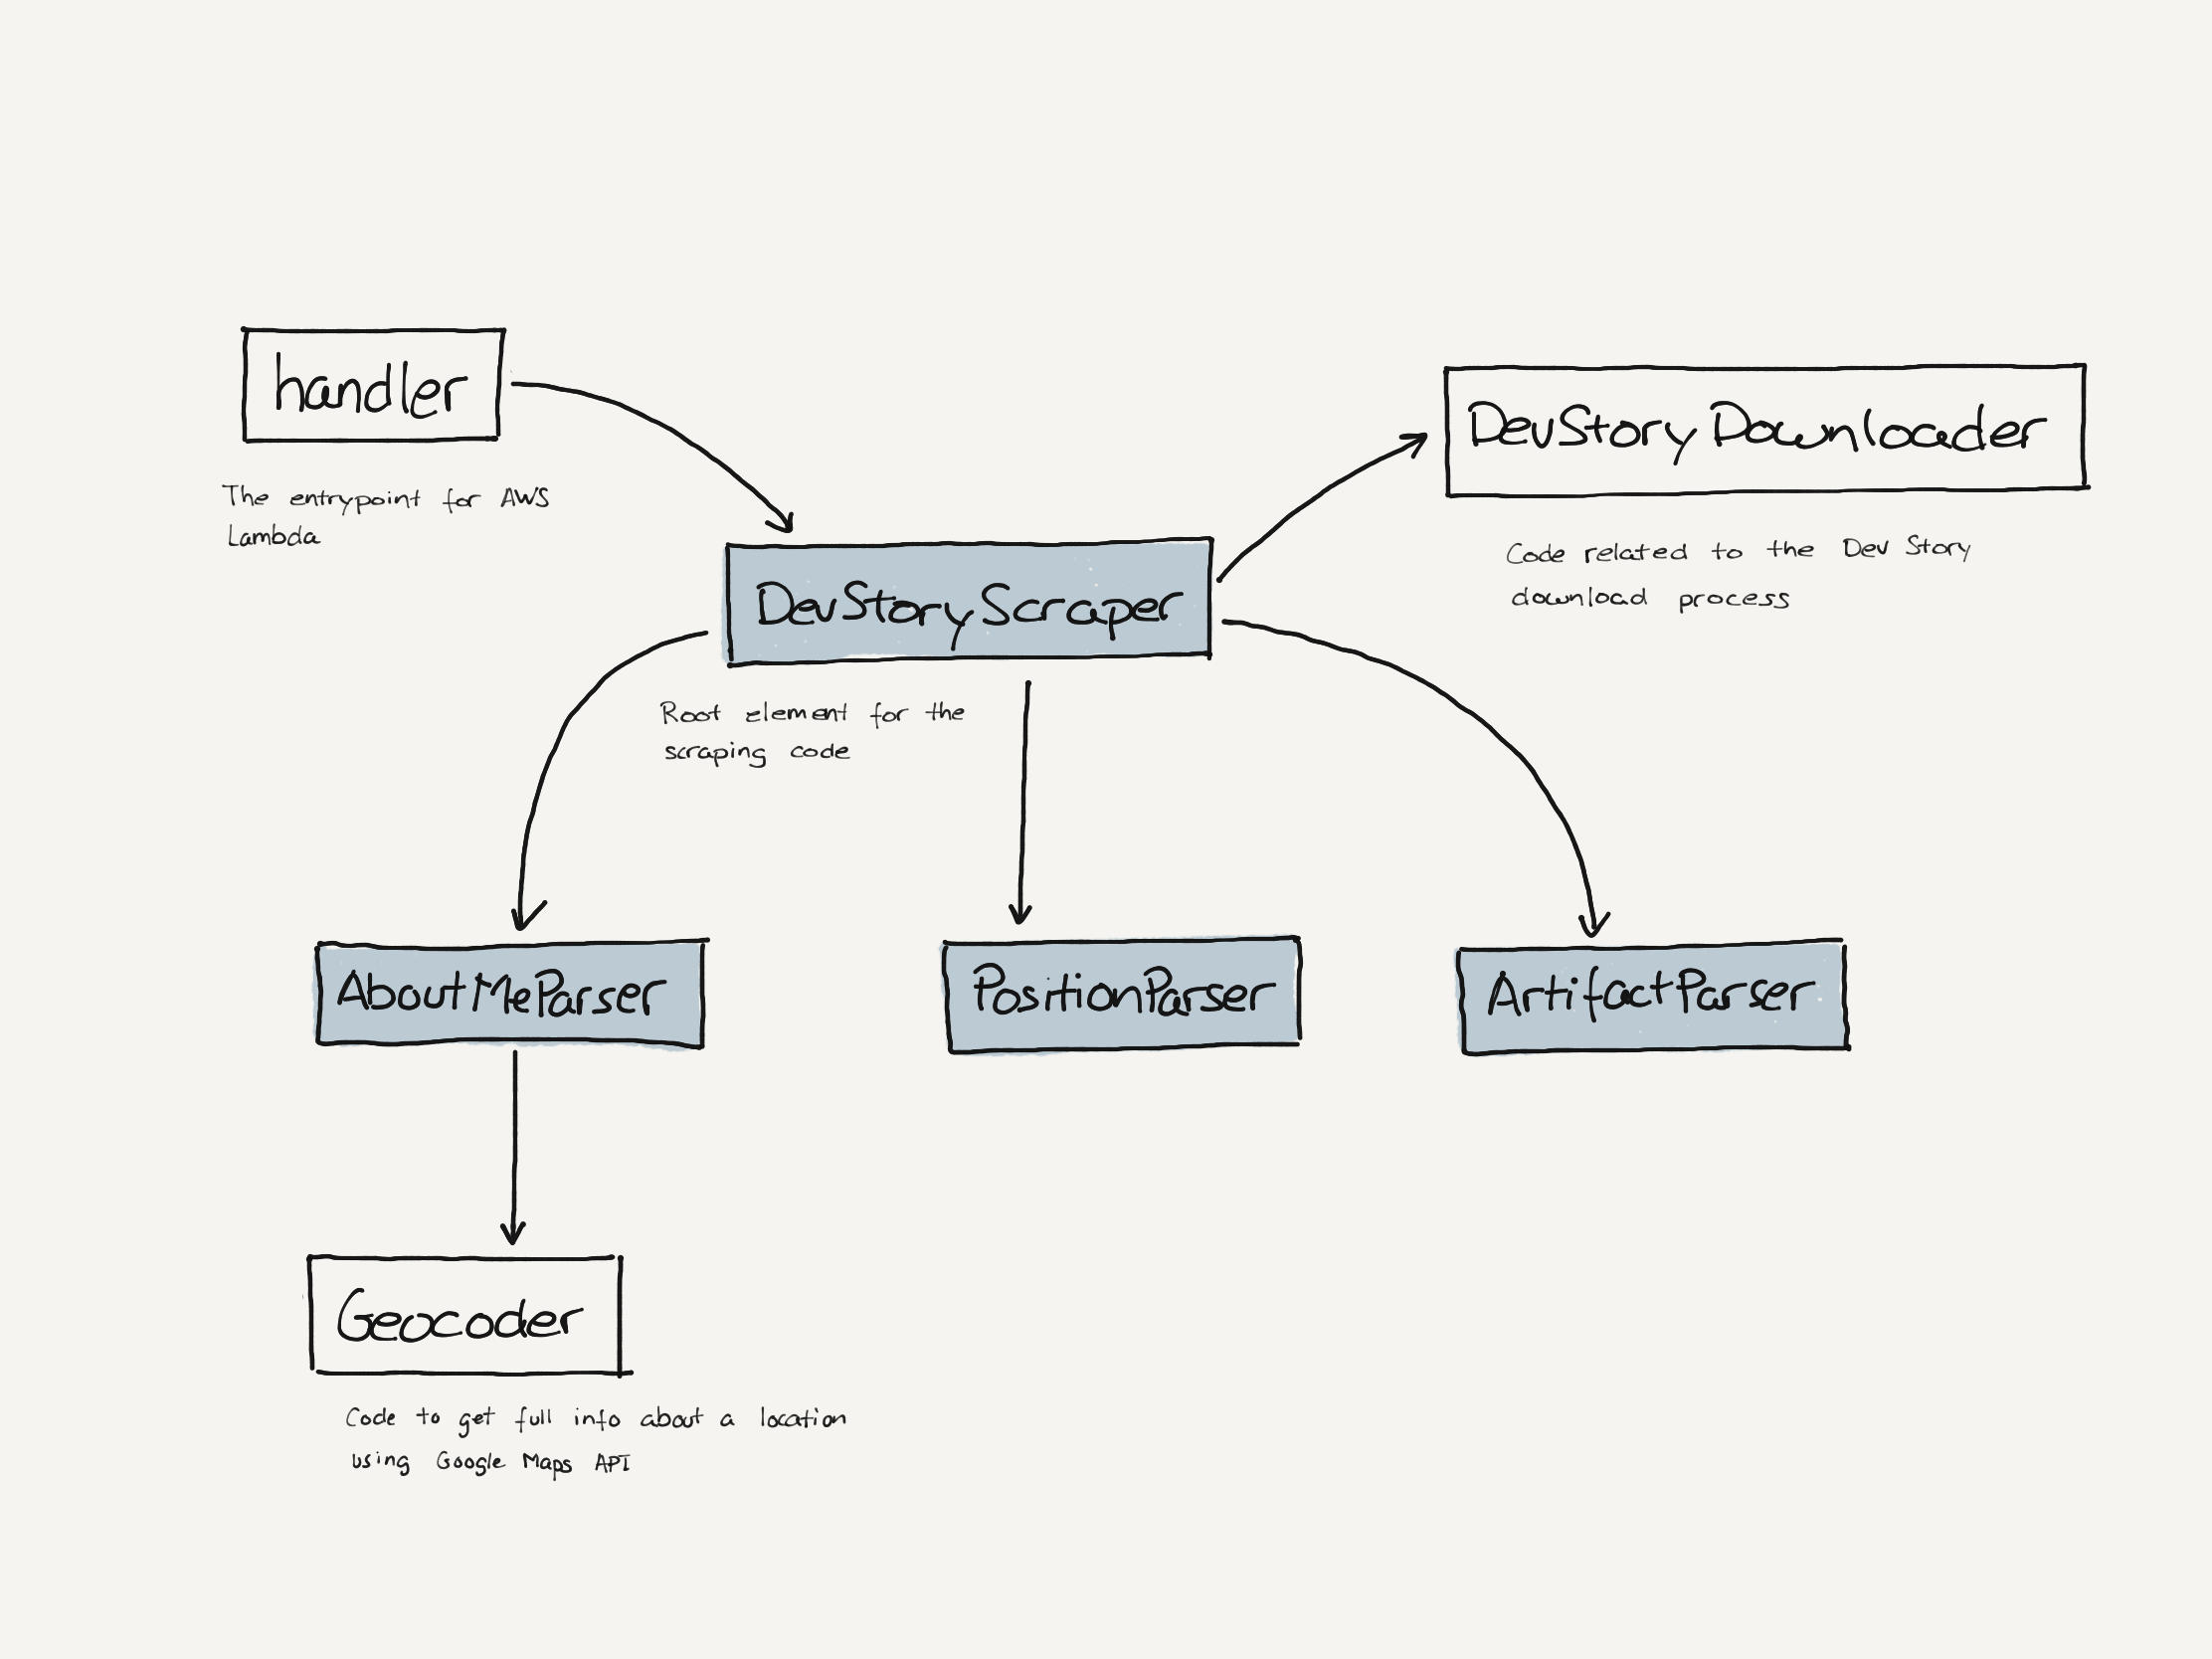 handler
The entrypoint for AWS
Lambda
DevStoryDownloader
Code related to the Dev Story
download process
DevStoryScraper
Root element for the
scraping code
AboutMeParser
PositionParser
ArtifactParser
Geocoder
Code to get full info about a location
using Google Maps API